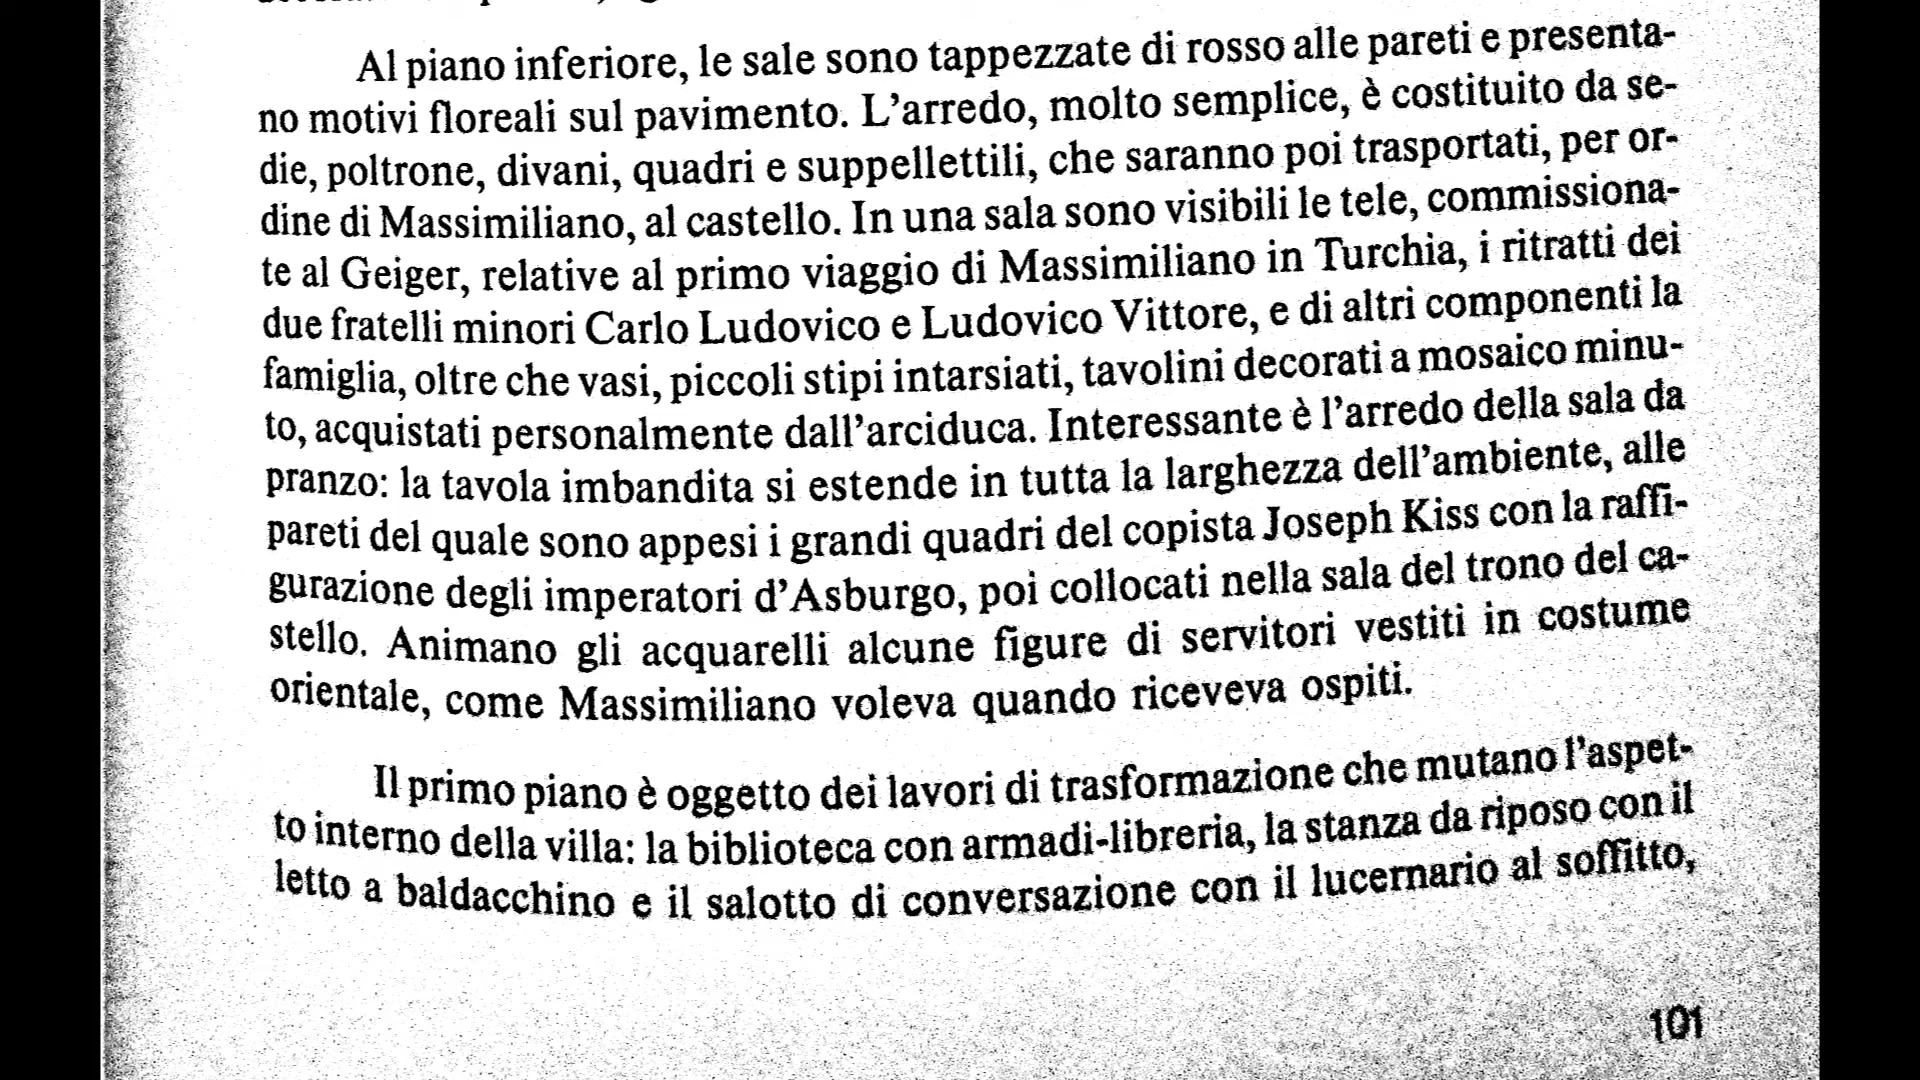 Al piano inferiore, le sale sono tappezzate di rosso alle pareti e presenta-
no motivi floreali sul pavimento. L'arredo, molto semplice, è costituito da se-
die, poltrone, divani, quadri e suppellettili, che saranno poi trasportati, per or-
dine di Massimiliano, al castello. In una sala sono visibili le tele, commissiona-
te al Geiger, relative al primo viaggio di Massimiliano in Turchia, i ritratti dei
due fratelli minori Carlo Ludovico e Ludovico Vittore, e di altri componenti la
famiglia, oltre che vasi, piccoli stipi intarsiati, tavolini decorati a mosaico minu-
to, acquistati personalmente dall'arciduca. Interessante è l'arredo della sala da
pranzo: la tavola imbandita si estende in tutta la larghezza dell'ambiente, alle
pareti del quale sono appesi i grandi quadri del copista Joseph Kiss con la raffi-
gurazione degli imperatori d'Asburgo, poi collocati nella sala del trono del ca-
stello. Animano gli acquarelli alcune figure di servitori vestiti in costume
orientale, come Massimiliano voleva quando riceveva ospiti.
Il primo piano è oggetto dei lavori di trasformazione che mutano l'aspet-
to interno della villa: la biblioteca con armadi-libreria, la stanza da riposo con il
letto a baldacchino e il salotto di conversazione con il lucernario al soffitto,
101